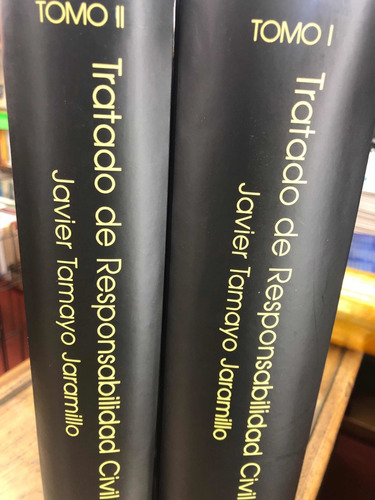 TOMO II
Tratado de Responsabilidad Civil
Javier Tamayo Jaramillo
TOMO I
Tratado de Responsabilidad Civil
Javier Tamayo Jaramillo